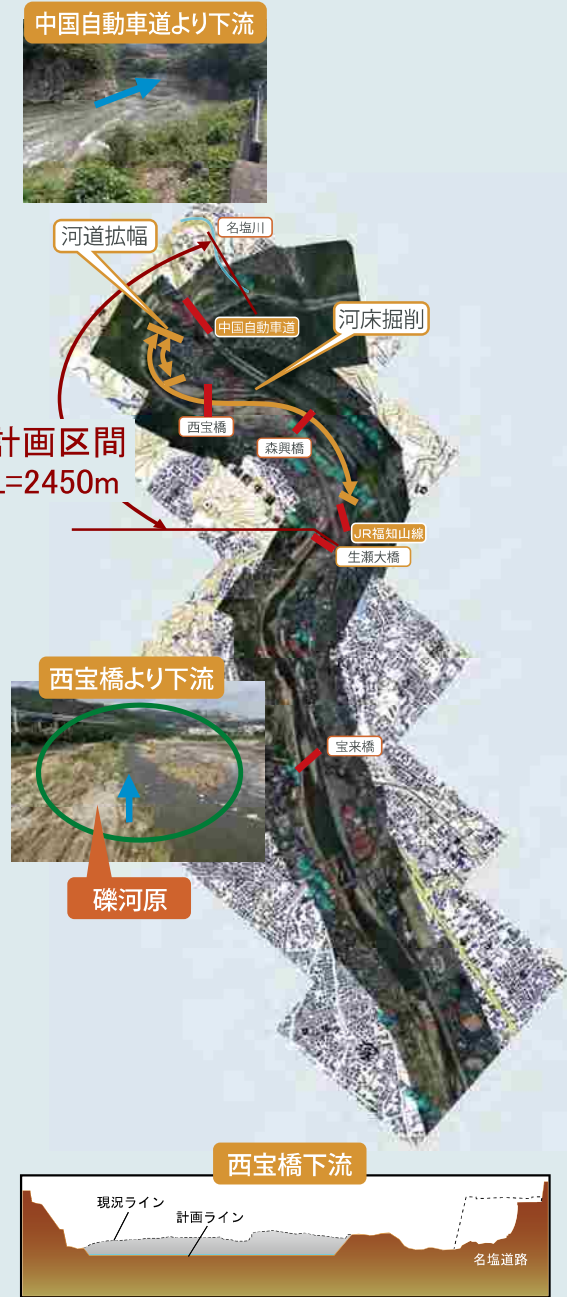 中国自動車道より下流
名塩川
河道拡幅
中国自動車道
河床掘削
西宝橋
森興橋
計画区間
L=2450m
JR福知山線
生瀬大橋
西宝橋より下流
宝来橋
礫河原
西宝橋下流
現況ライン
計画ライン
名塩道路